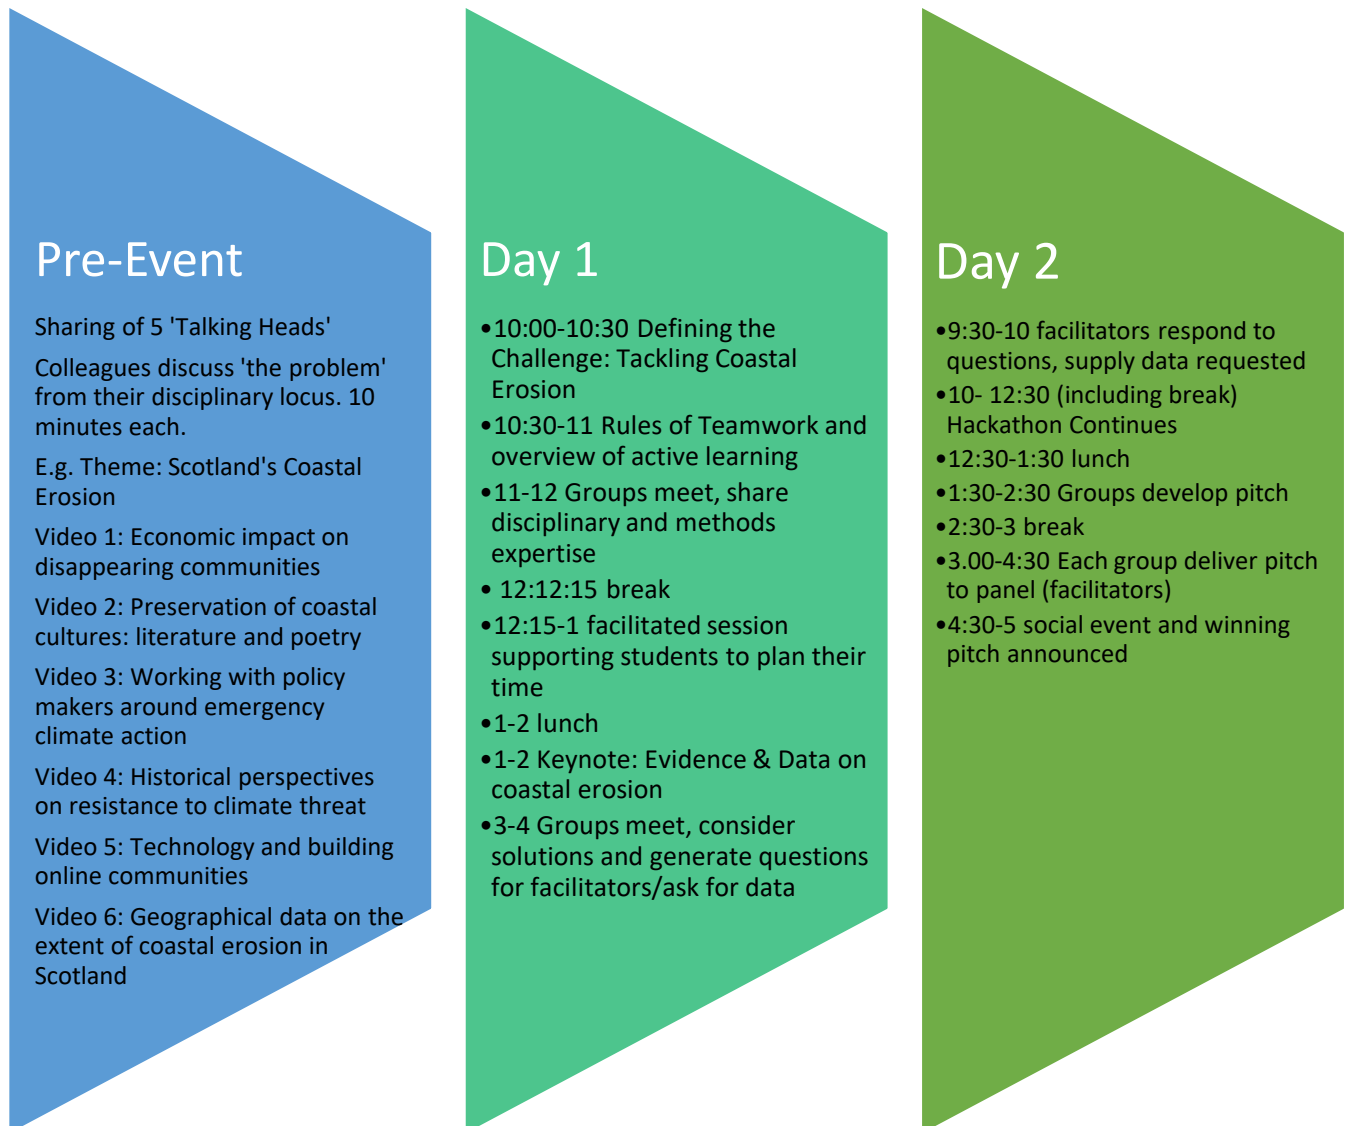 Pre-Event
Sharing of 5 'Talking Heads'
Colleagues discuss 'the problem'
from their disciplinary locus. 10
minutes each.
E.g. Theme: Scotland's Coastal
Erosion
Video 1: Economic impact on
disappearing communities
Video 2: Preservation of coastal
cultures: literature and poetry
Video 3: Working with policy
makers around emergency
climate action
Video 4: Historical perspectives
on resistance to climate threat
Video 5: Technology and building
online communities
Video 6: Geographical data on the
extent of coastal erosion in
Scotland
Day 1
•10:00-10:30 Defining the
Challenge: Tackling Coastal
Erosion
•10:30-11 Rules of Teamwork and
overview of active learning
•11-12 Groups meet, share
disciplinary and methods
expertise
• 12:12:15 break
•12:15-1 facilitated session
supporting students to plan their
time
•1-2 lunch
•1-2 Keynote: Evidence & Data on
coastal erosion
•3-4 Groups meet, consider
solutions and generate questions
for facilitators/ask for data
Day 2
•9:30-10 facilitators respond to
questions, supply data requested
•10- 12:30 (including break)
Hackathon Continues
•12:30-1:30 lunch
•1:30-2:30 Groups develop pitch
•2:30-3 break
•3.00-4:30 Each group deliver pitch
to panel (facilitators)
•4:30-5 social event and winning
pitch announced